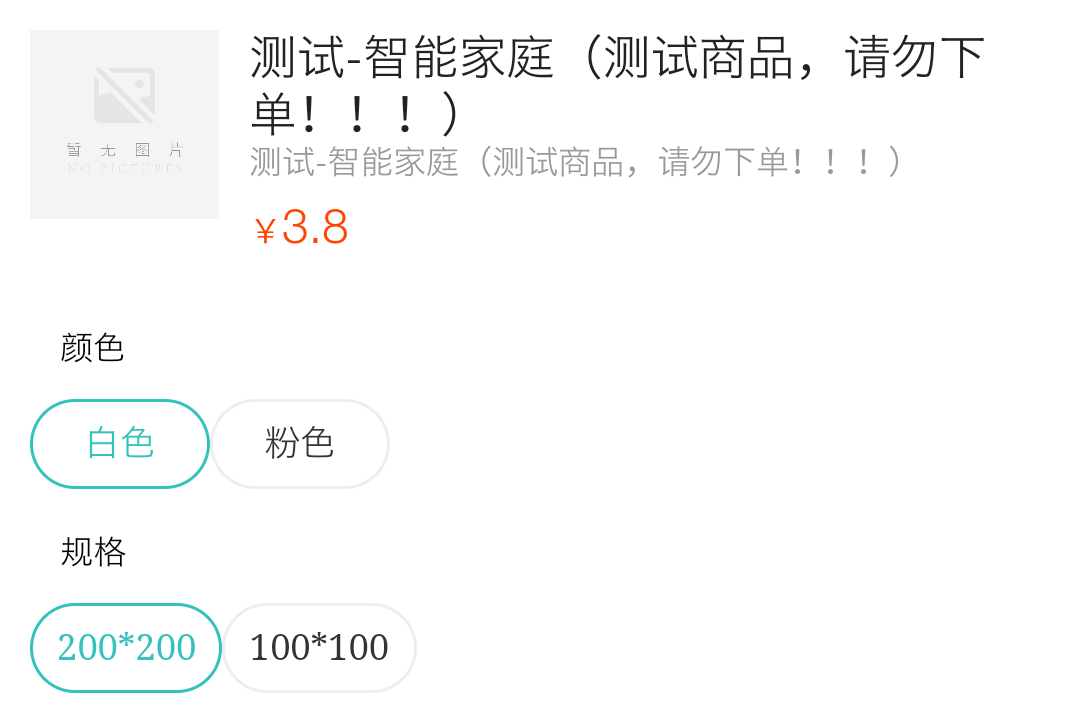 测试-智能家庭（测试商品，请勿下
单！！！）
测试-智能家庭（测试商品，请勿下单！！！）
¥3.8
暂无图片
NO PICTURES
颜色
白色 粉色
规格
200*200 100*100